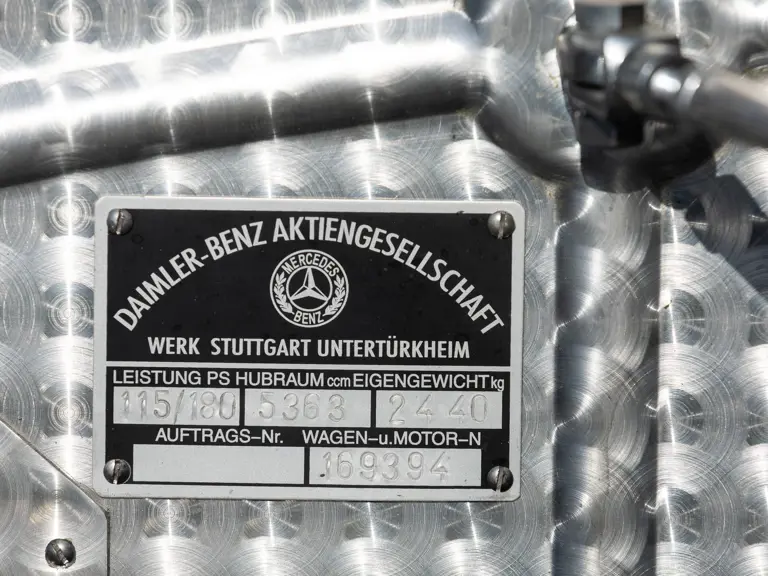 DAIMLER-BENZ AKTIENGESELLSCHAFT
MERCEDES
BENZ
WERK STUTTGART UNTERTÜRKHEIM
LEISTUNG PS HUBRAUM ccm EIGENGEWICHT kg
115/180 5363 2440
AUFTRAGS-Nr. WAGEN-u.MOTOR-N
169394